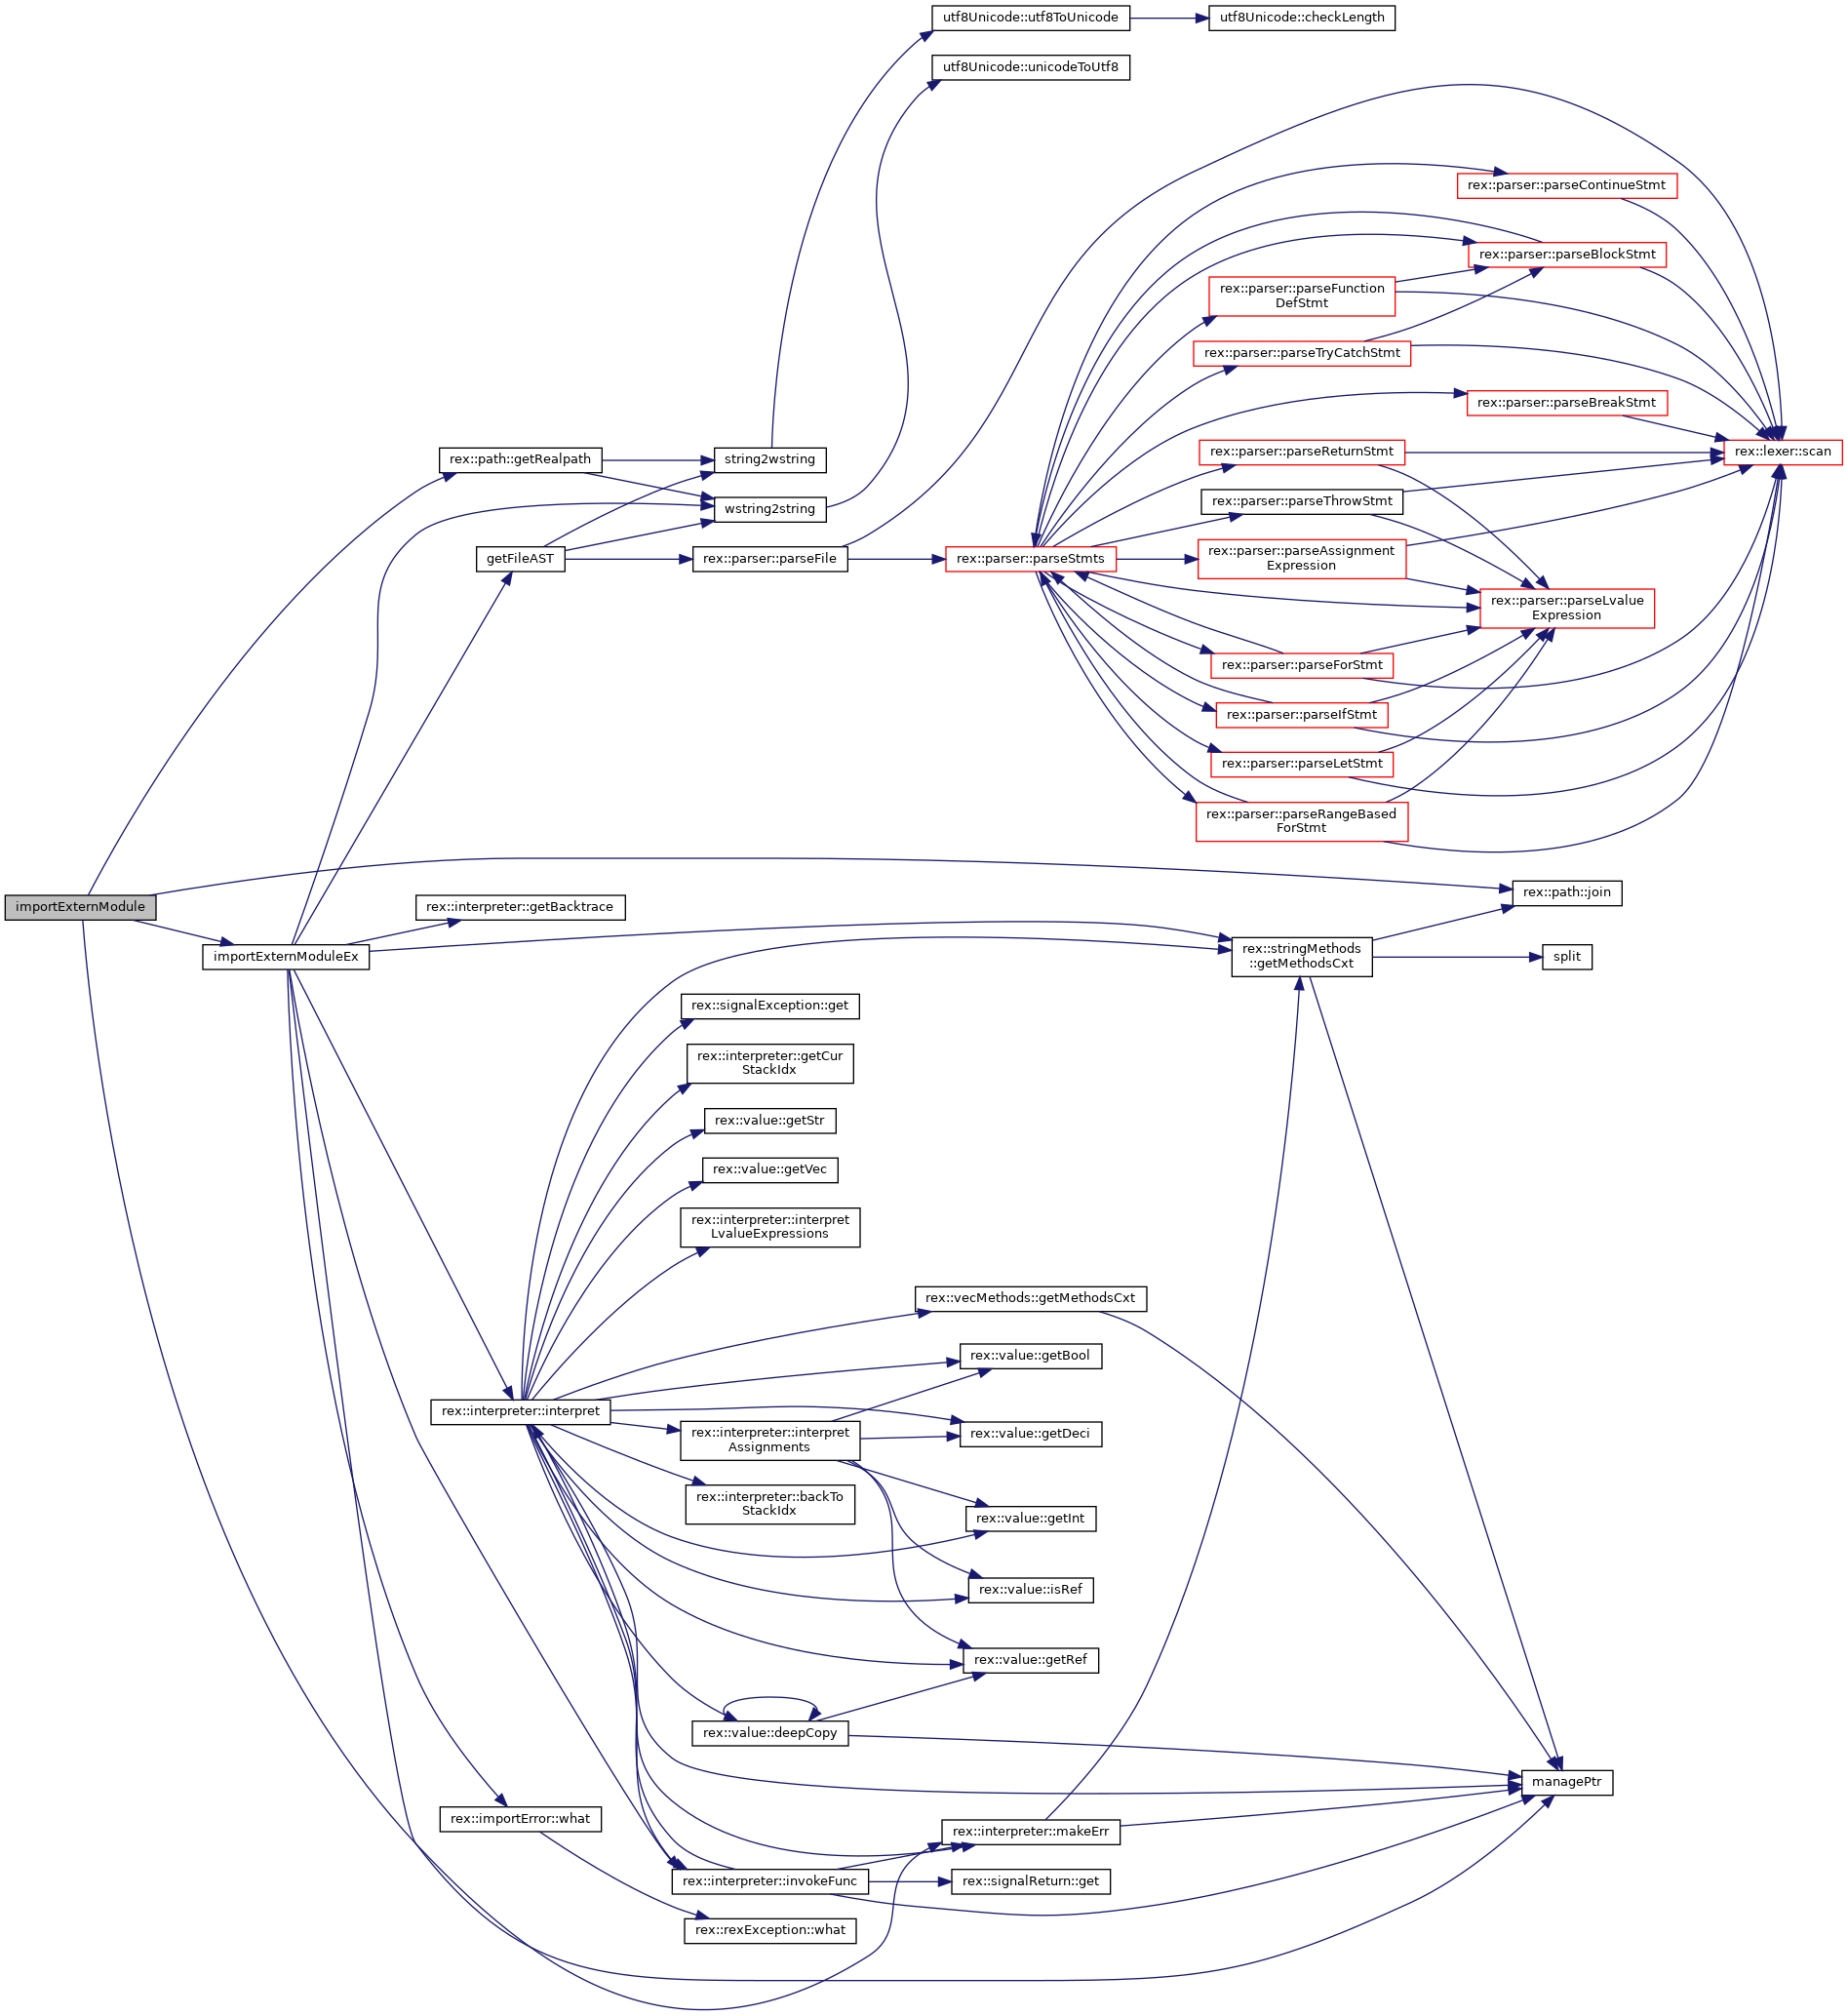 utf8Unicode::utf8ToUnicode
utf8Unicode::checkLength
utf8Unicode::unicodeToUtf8
rex::parser::parseContinueStmt
rex::parser::parseBlockStmt
rex::parser::parseFunction
DefStmt
rex::parser::parseTryCatchStmt
rex::parser::parseBreakStmt
rex::path::getRealpath
string2wstring
rex::parser::parseReturnStmt
rex::lexer::scan
wstring2string
rex::parser::parseThrowStmt
getFileAST
rex::parser::parseFile
rex::parser::parseStmts
rex::parser::parseAssignment
Expression
rex::parser::parseLvalue
Expression
rex::parser::parseForStmt
rex::parser::parseIfStmt
rex::parser::parseLetStmt
rex::parser::parseRangeBased
ForStmt
importExternModule
rex::interpreter::getBacktrace
rex::path::join
importExternModuleEx
rex::stringMethods
::getMethodsCxt
split
rex::signalException::get
rex::interpreter::getCur
StackIdx
rex::value::getStr
rex::value::getVec
rex::interpreter::interpret
LvalueExpressions
rex::vecMethods::getMethodsCxt
rex::value::getBool
rex::interpreter::interpret
rex::interpreter::interpret
Assignments
rex::value::getDeci
rex::interpreter::backTo
StackIdx
rex::value::getInt
rex::value::isRef
rex::value::getRef
rex::value::deepCopy
managePtr
rex::importError::what
rex::interpreter::makeErr
rex::interpreter::invokeFunc
rex::signalReturn::get
rex::rexException::what